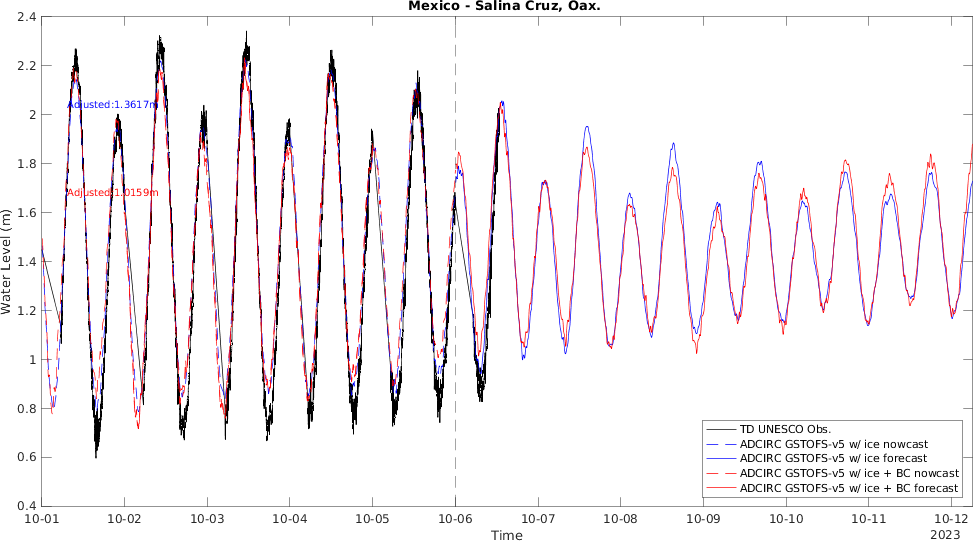 Mexico - Salina Cruz, Oax.
2.4
2.2
2
1.8
1.6
1.4
1.2
1
0.8
0.6
0.4
Water Level (m)
Adjusted:1.3617m
Adjusted:1.0159m
TD UNESCO Obs.
ADCIRC GSTOFS-v5 w/ ice nowcast
ADCIRC GSTOFS-v5 w/ ice forecast
ADCIRC GSTOFS-v5 w/ ice + BC nowcast
ADCIRC GSTOFS-v5 w/ ice + BC forecast
10-01 10-02 10-03 10-04 10-05 10-06 10-07 10-08 10-09 10-10 10-11 10-12
2023
Time